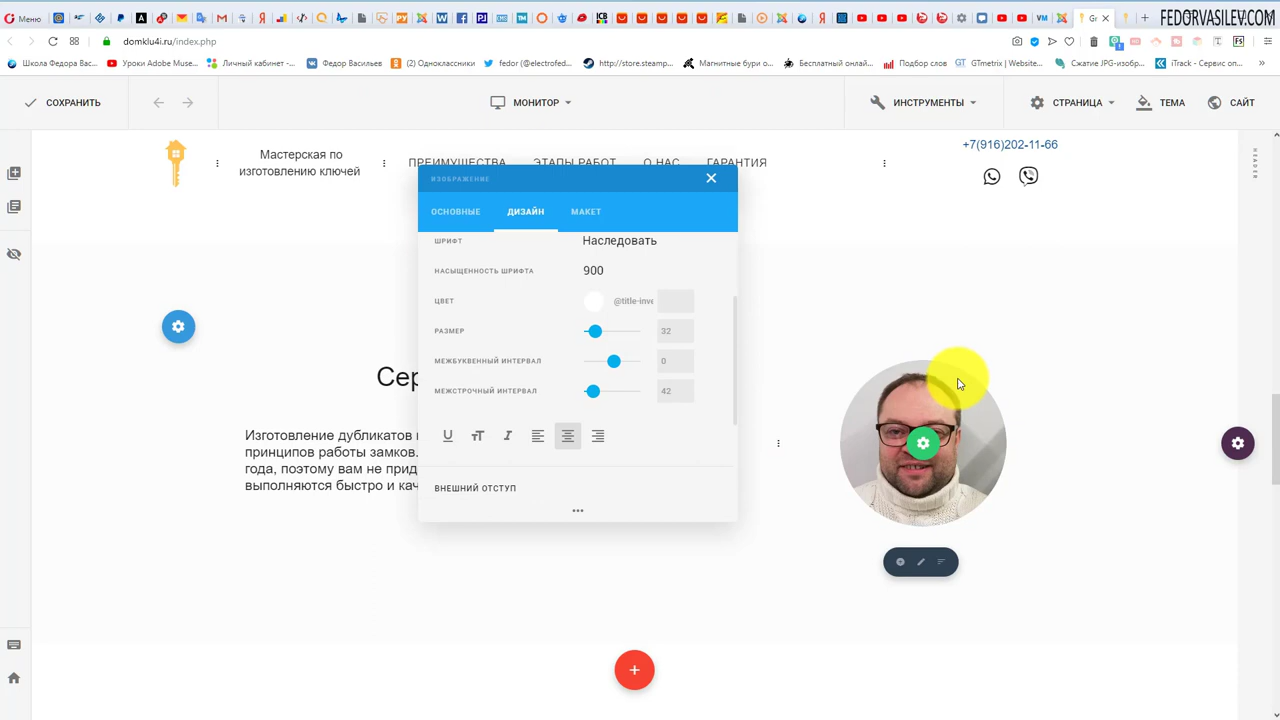 Меню
Gr
FEDORVASILEV.COM
domklu4i.ru/index.php
Школа Федора Вас...
Уроки Adobe Muse...
Личный кабинет -...
Федор Васильев
(2) Одноклассники
fedor (@electrofed...
http://store.steamp...
Магнитные бури о...
Бесплатный онлай...
Подбор слов
GTmetrix | Website...
Сжатие JPG-изобр...
iTrack - Сервис оп...
СОХРАНИТЬ
МОНИТОР
ИНСТРУМЕНТЫ
СТРАНИЦА
ТЕМА
САЙТ
Мастерская по
изготовлению ключей
ПРЕИМУЩЕСТВА
ЭТАПЫ РАБОТ
О НАС
ГАРАНТИЯ
+7(916)202-11-66
HEADER
ИЗОБРАЖЕНИЕ
ОСНОВНЫЕ
ДИЗАЙН
МАКЕТ
ШРИФТ
Наследовать
НАСЫЩЕННОСТЬ ШРИФТА
900
ЦВЕТ
@title-inve
РАЗМЕР
32
МЕЖБУКВЕННЫЙ ИНТЕРВАЛ
0
МЕЖСТРОЧНЫЙ ИНТЕРВАЛ
42
ВНЕШНИЙ ОТСТУП
Сер
Изготовление дубликатов
принципов работы замков.
года, поэтому вам не прид
выполняются быстро и кач